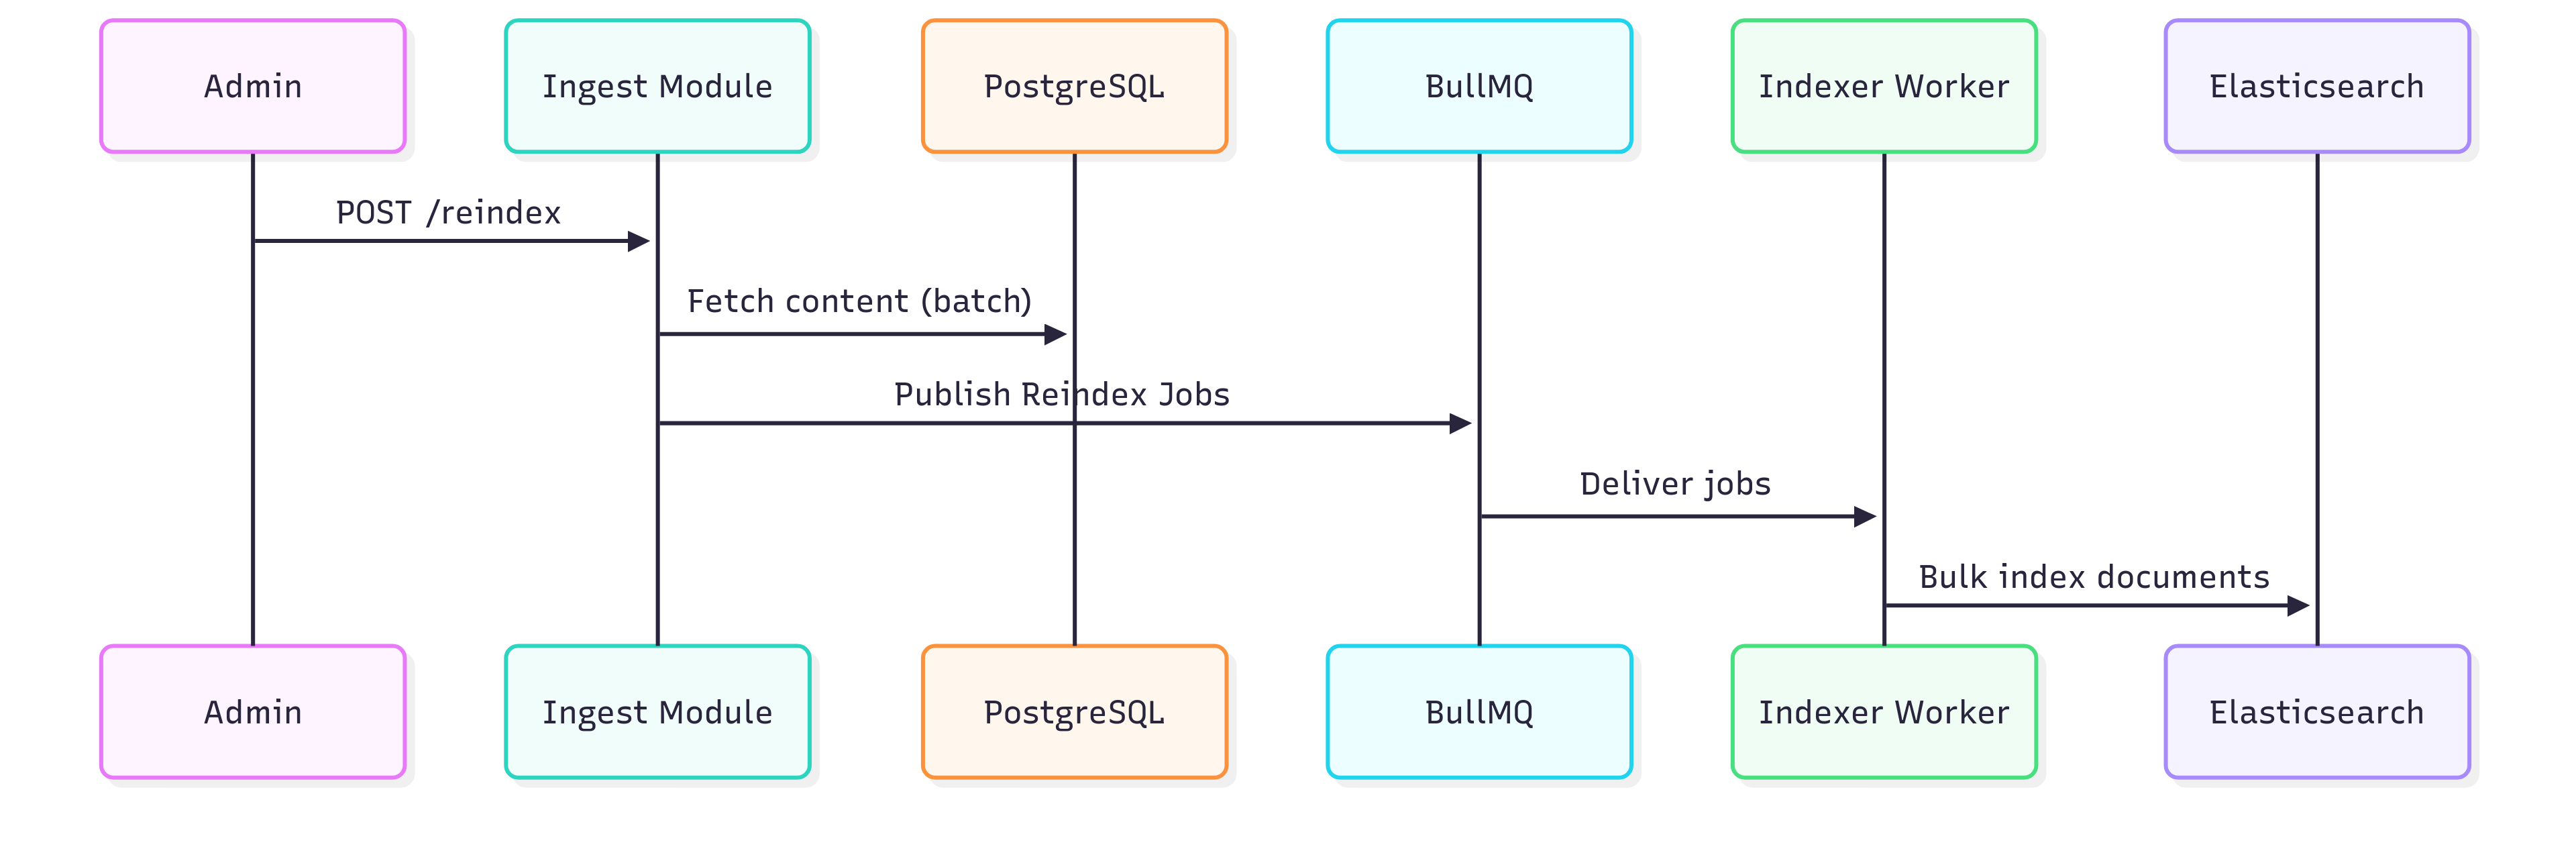 Admin
Ingest Module
PostgreSQL
BullMQ
Indexer Worker
Elasticsearch
POST /reindex
Fetch content (batch)
Publish Reindex Jobs
Deliver jobs
Bulk index documents
Admin
Ingest Module
PostgreSQL
BullMQ
Indexer Worker
Elasticsearch